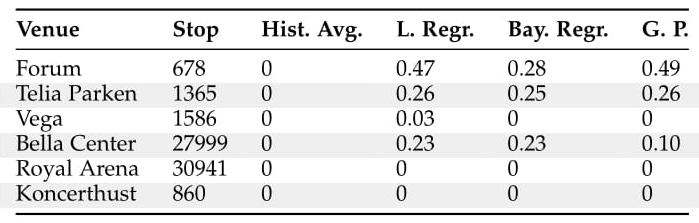 Venue Stop Hist. Avg. L. Regr. Bay. Regr. G. P.
Forum 678 0 0.47 0.28 0.49
Telia Parken 1365 0 0.26 0.25 0.26
Vega 1586 0 0.03 0 0
Bella Center 27999 0 0.23 0.23 0.10
Royal Arena 30941 0 0 0 0
Koncerthust 860 0 0 0 0